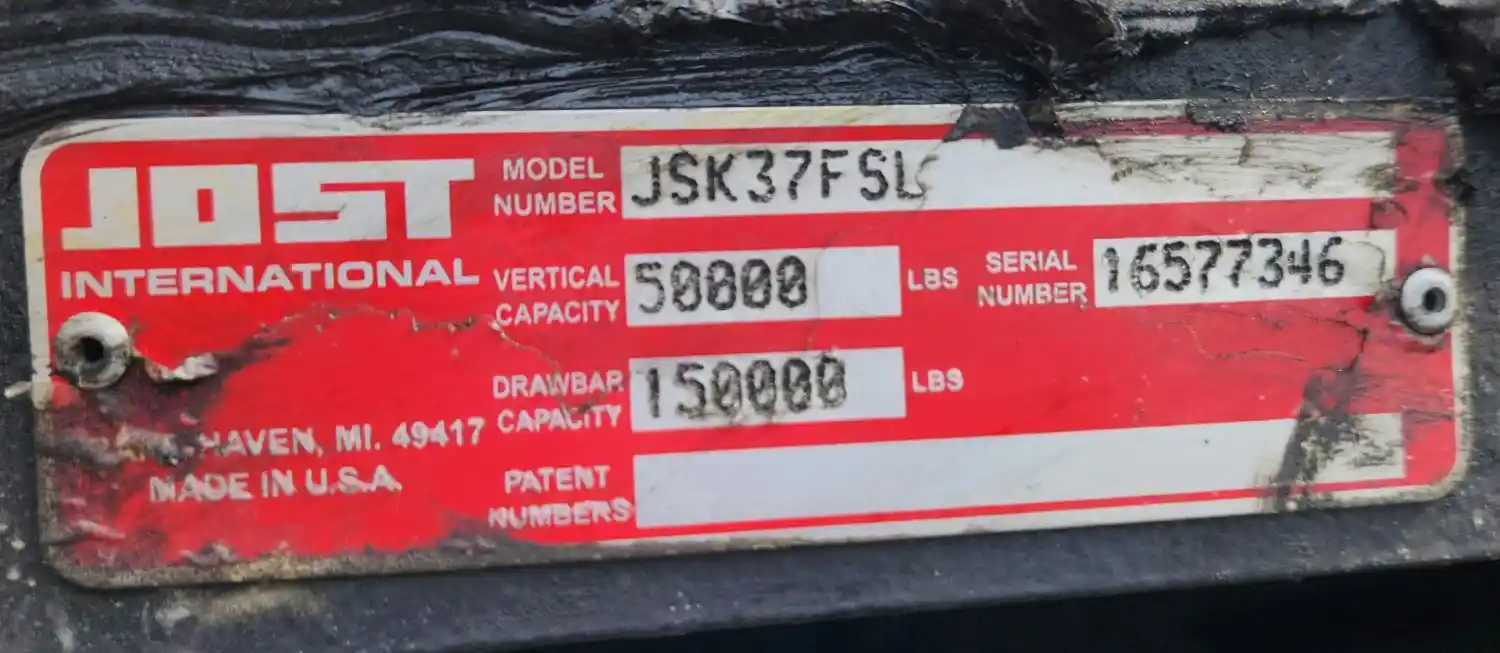 JOST
INTERNATIONAL
MODEL NUMBER JSK37FSL
VERTICAL CAPACITY 50000 LBS
SERIAL NUMBER 16577346
DRAWBAR CAPACITY 150000 LBS
HAVEN, MI. 49417
MADE IN U.S.A.
PATENT NUMBERS